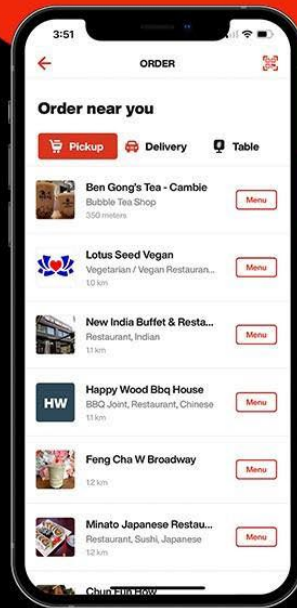 3:51
ORDER
Order near you
Pickup
Delivery
Table
Ben Gong's Tea - Cambie
Bubble Tea Shop
350 meters
Menu
Lotus Seed Vegan
Vegetarian / Vegan Restauran...
1.0 km
Menu
New India Buffet & Resta...
Restaurant, Indian
1.1 km
Menu
HW
Happy Wood Bbq House
BBQ Joint, Restaurant, Chinese
1.1 km
Menu
Feng Cha W Broadway
1.2 km
Menu
Minato Japanese Restau...
Restaurant, Sushi, Japanese
1.2 km
Menu
Chun Fun How